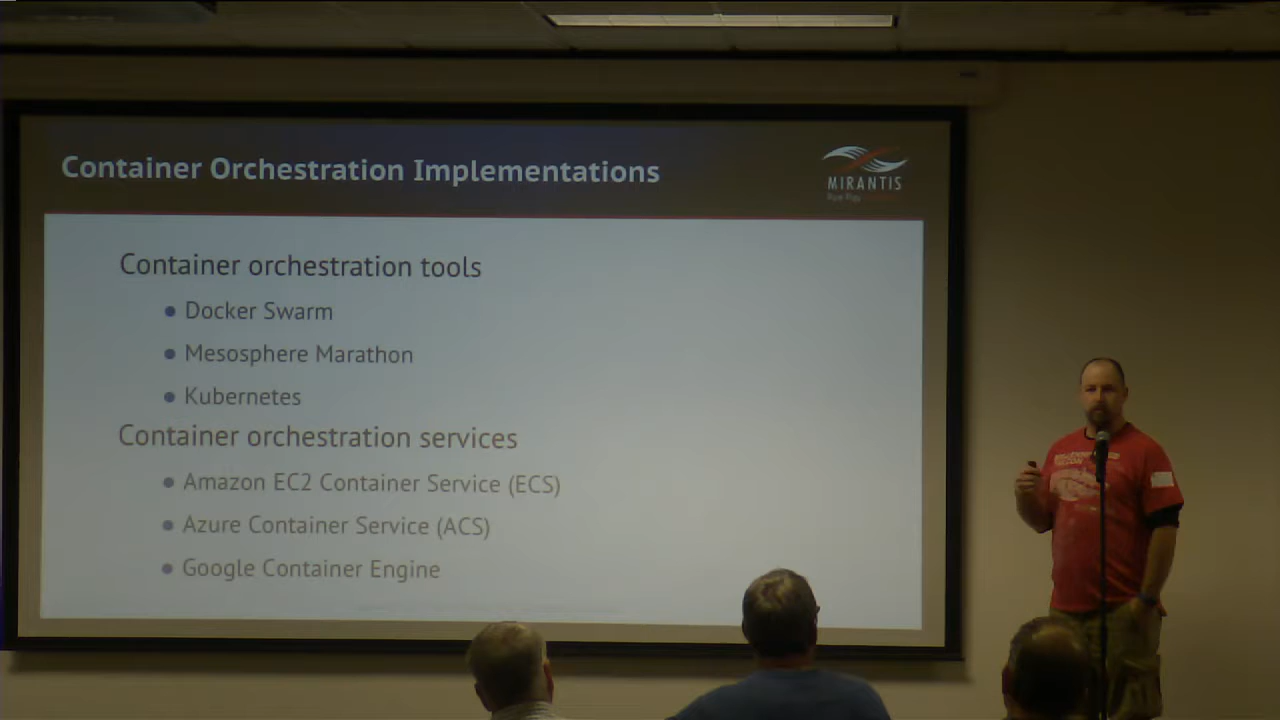 Container Orchestration Implementations
MIRANTIS
Container orchestration tools
Docker Swarm
Mesosphere Marathon
Kubernetes
Container orchestration services
Amazon EC2 Container Service (ECS)
Azure Container Service (ACS)
Google Container Engine